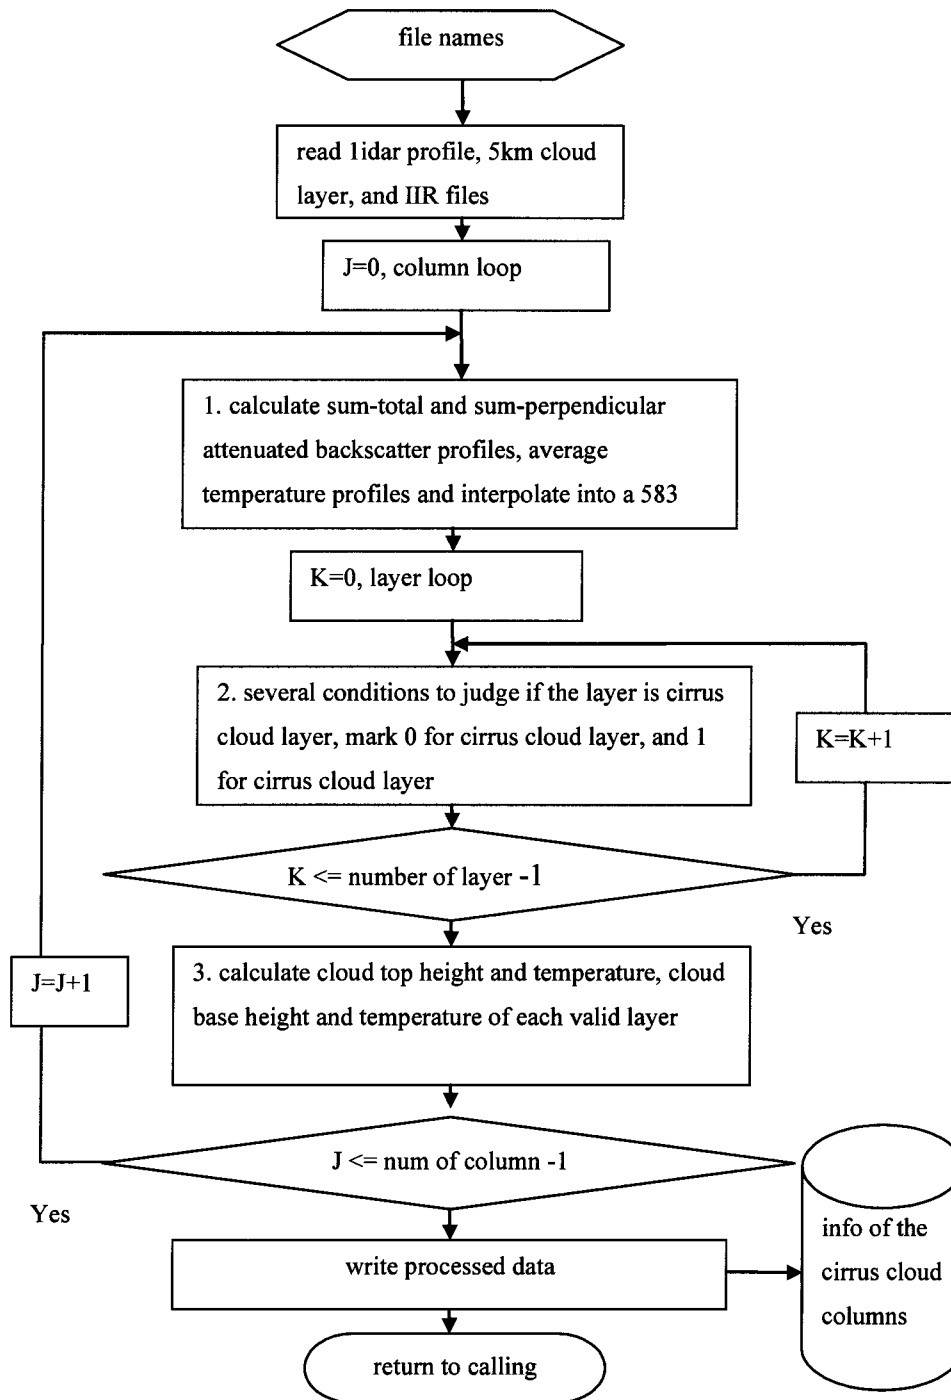 file names
read lidar profile, 5km cloud
layer, and IIR files
J=0, column loop
1. calculate sum-total and sum-perpendicular
attenuated backscatter profiles, average
temperature profiles and interpolate into a 583
K=0, layer loop
2. several conditions to judge if the layer is cirrus
cloud layer, mark 0 for cirrus cloud layer, and 1
for cirrus cloud layer
K=K+1
K <= number of layer -1
Yes
3. calculate cloud top height and temperature, cloud
base height and temperature of each valid layer
J=J+1
J <= num of column -1
Yes
write processed data
info of the
cirrus cloud
columns
return to calling